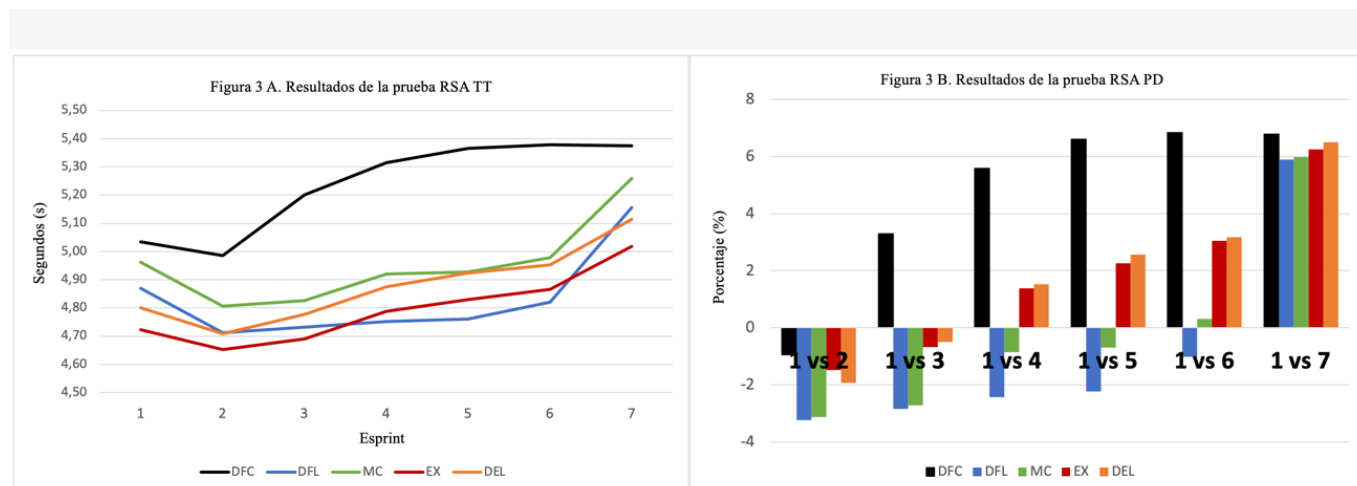 Figura 3 A. Resultados de la prueba RSA TT
5,50
5,40
5,30
5,20
5,10
5,00
4,90
4,80
4,70
4,60
4,50
Segundos (s)
1 2 3 4 5 6 7
Esprint
DFC DFL MC EX DEL
Figura 3 B. Resultados de la prueba RSA PD
8
6
4
2
0
-2
-4
Porcentaje (%)
1 vs 2 1 vs 3 1 vs 4 1 vs 5 1 vs 6 1 vs 7
DFC DFL MC EX DEL